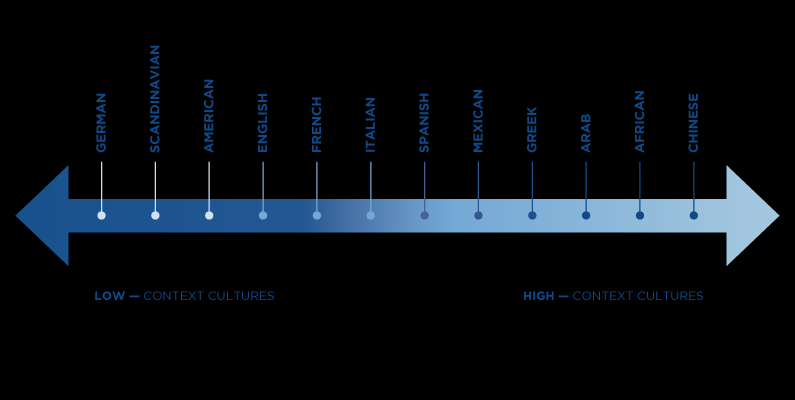 GERMAN
SCANDINAVIAN
AMERICAN
ENGLISH
FRENCH
ITALIAN
SPANISH
MEXICAN
GREEK
ARAB
AFRICAN
CHINESE
LOW — CONTEXT CULTURES
HIGH — CONTEXT CULTURES